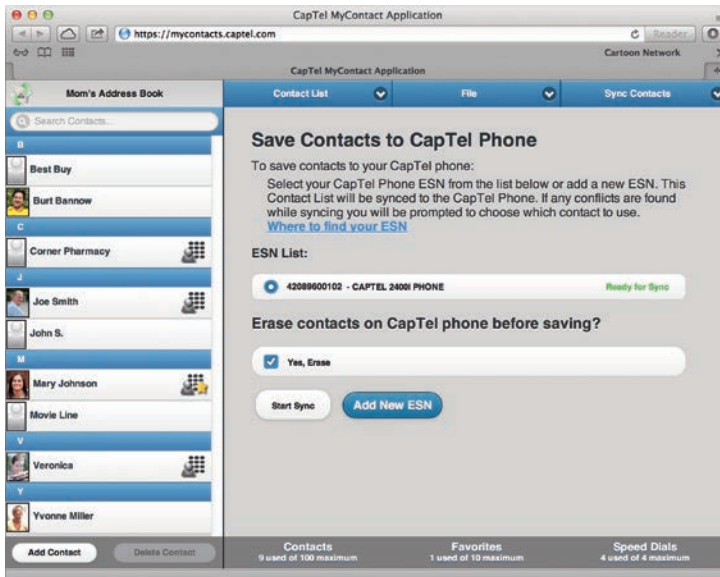 CapTel MyContact Application
https://mycontacts.captel.com
Reader
Cartoon Network
CapTel MyContact Application
Mom's Address Book
Contact List
File
Sync Contacts
Search Contacts...
B
Best Buy
Burt Bannow
C
Corner Pharmacy
J
Joe Smith
John S.
M
Mary Johnson
Movie Line
V
Veronica
Y
Yvonne Miller
Add Contact
Delete Contact
Save Contacts to CapTel Phone
To save contacts to your CapTel phone:
Select your CapTel Phone ESN from the list below or add a new ESN. This
Contact List will be synced to the CapTel Phone. If any conflicts are found
while syncing you will be prompted to choose which contact to use.
Where to find your ESN
ESN List:
42089600102 - CAPTEL 2400I PHONE
Ready for Sync
Erase contacts on CapTel phone before saving?
Yes, Erase
Start Sync
Add New ESN
Contacts
9 used of 100 maximum
Favorites
1 used of 10 maximum
Speed Dials
4 used of 4 maximum